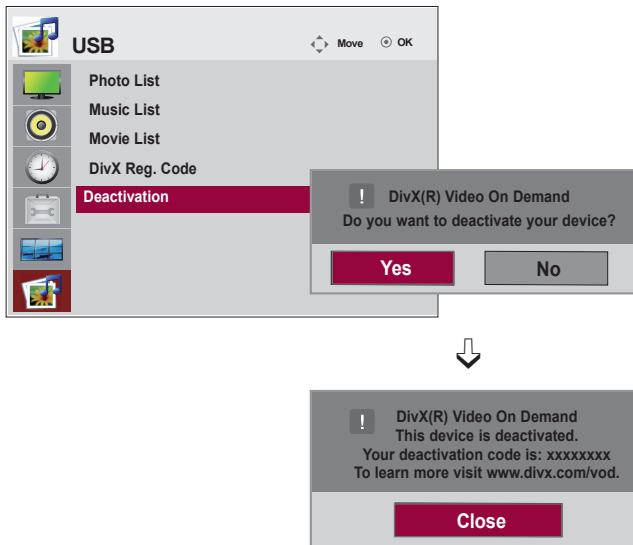 USB
Move
OK
Photo List
Music List
Movie List
DivX Reg. Code
Deactivation
! DivX(R) Video On Demand
Do you want to deactivate your device?
Yes
No
! DivX(R) Video On Demand
This device is deactivated.
Your deactivation code is: xxxxxxxx
To learn more visit www.divx.com/vod.
Close